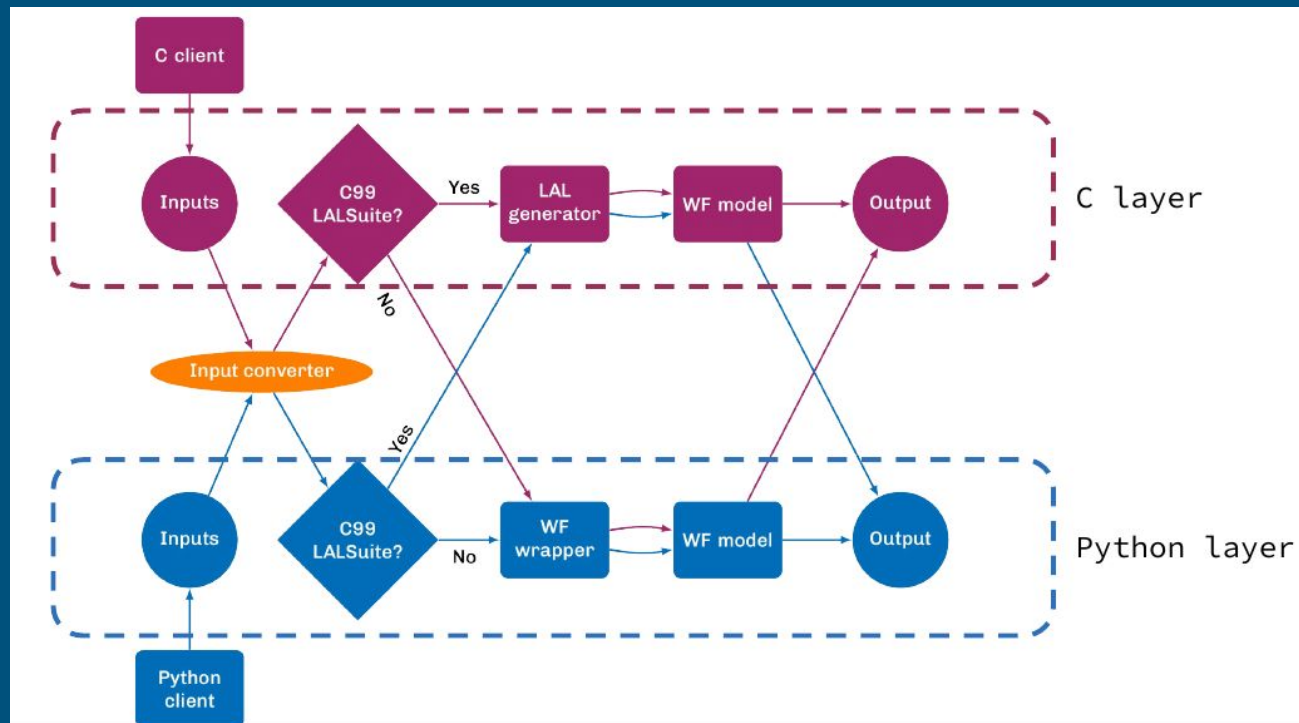 C client
Inputs
C99
LALSuite?
Yes
LAL
generator
WF model
Output
C layer
No
Input converter
Yes
Inputs
C99
LALSuite?
No
WF
wrapper
WF model
Output
Python layer
Python
client